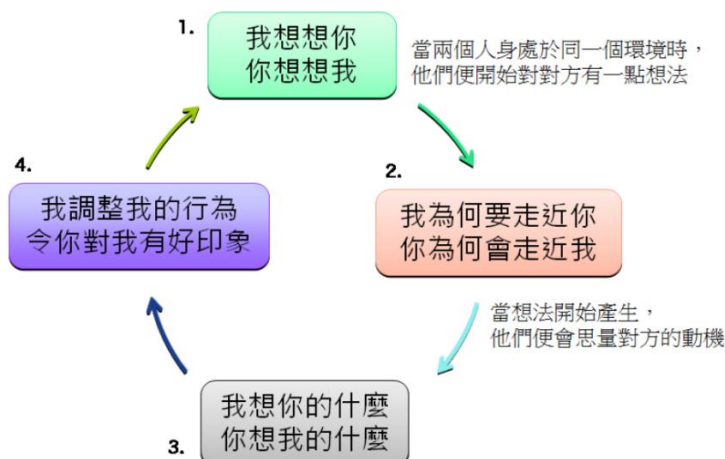 1.
我想想你
你想想我
當兩個人身處於同一個環境時，
他們便開始對對方有一點想法
2.
我為何要走近你
你為何會走近我
當想法開始產生，
他們便會思量對方的動機
3.
我想你的什麼
你想我的什麼
4.
我調整我的行為
令你對我有好印象